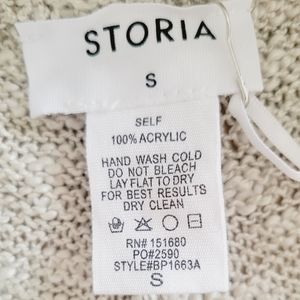 STORIA
S
SELF
100% ACRYLIC
HAND WASH COLD
DO NOT BLEACH
LAY FLAT TO DRY
FOR BEST RESULTS
DRY CLEAN
RN# 151680
PO#2590
STYLE#BP1663A
S